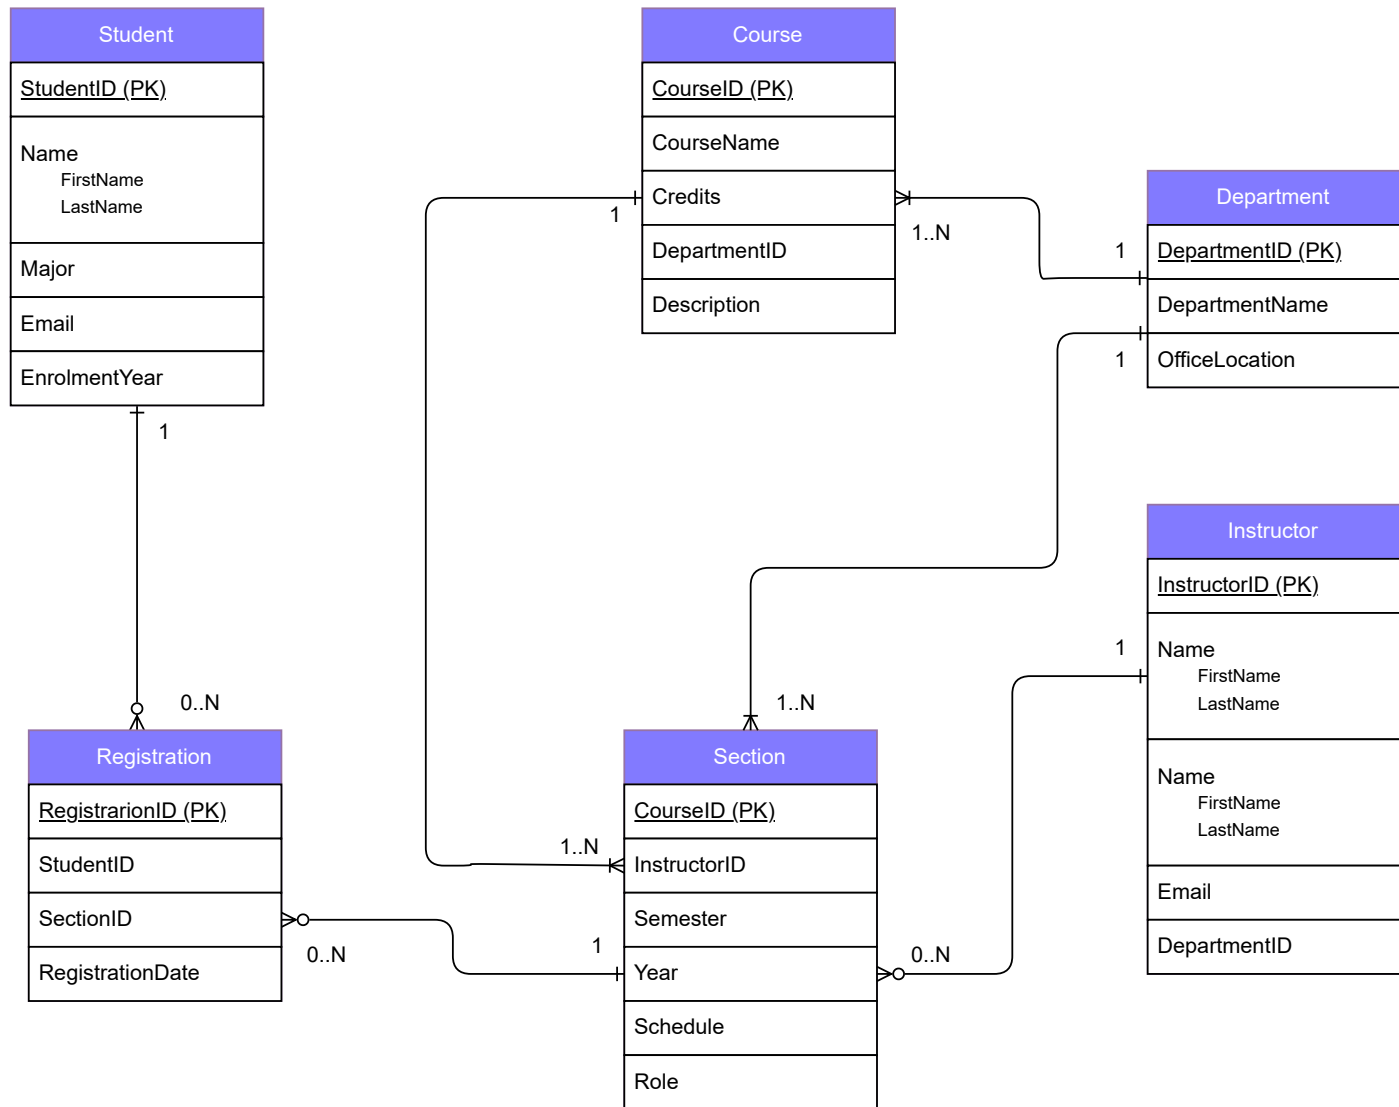 Student
StudentID (PK)
Name
FirstName
LastName
Major
Email
EnrolmentYear
1
0..N
Course
CourseID (PK)
CourseName
Credits
DepartmentID
Description
1
1..N
Department
DepartmentID (PK)
DepartmentName
OfficeLocation
1
1
Instructor
InstructorID (PK)
Name
FirstName
LastName
Name
FirstName
LastName
Email
DepartmentID
1
Registration
RegistrarionID (PK)
StudentID
SectionID
RegistrationDate
0..N
Section
CourseID (PK)
InstructorID
Semester
Year
Schedule
Role
1..N
1..N
1
0..N